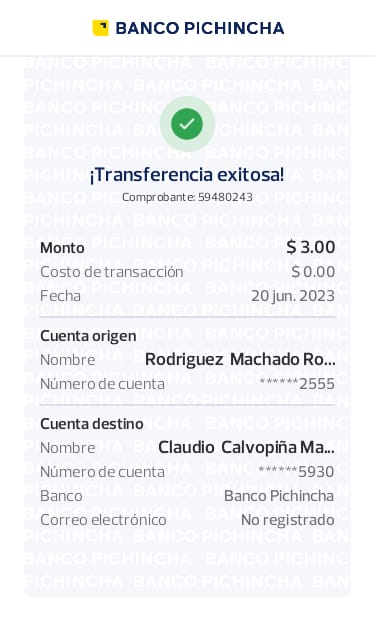 BANCO PICHINCHA
¡Transferencia exitosa!
Comprobante: 59480243
Monto $ 3.00
Costo de transacción $ 0.00
Fecha 20 jun. 2023
Cuenta origen
Nombre Rodriguez Machado Ro...
Número de cuenta ******2555
Cuenta destino
Nombre Claudio Calvopiña Ma...
Número de cuenta ******5930
Banco Banco Pichincha
Correo electrónico No registrado